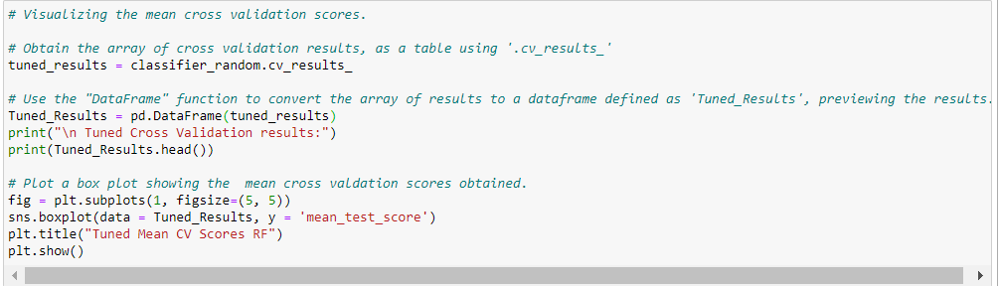 # Visualizing the mean cross validation scores.
# Obtain the array of cross validation results, as a table using '.cv_results_'
tuned_results = classifier_random.cv_results_
# Use the "DataFrame" function to convert the array of results to a dataframe defined as 'Tuned_Results', previewing the results.
Tuned_Results = pd.DataFrame(tuned_results)
print("\n Tuned Cross Validation results:")
print(Tuned_Results.head())
# Plot a box plot showing the  mean cross valdation scores obtained.
fig = plt.subplots(1, figsize=(5, 5))
sns.boxplot(data = Tuned_Results, y = 'mean_test_score')
plt.title("Tuned Mean CV Scores RF")
plt.show()